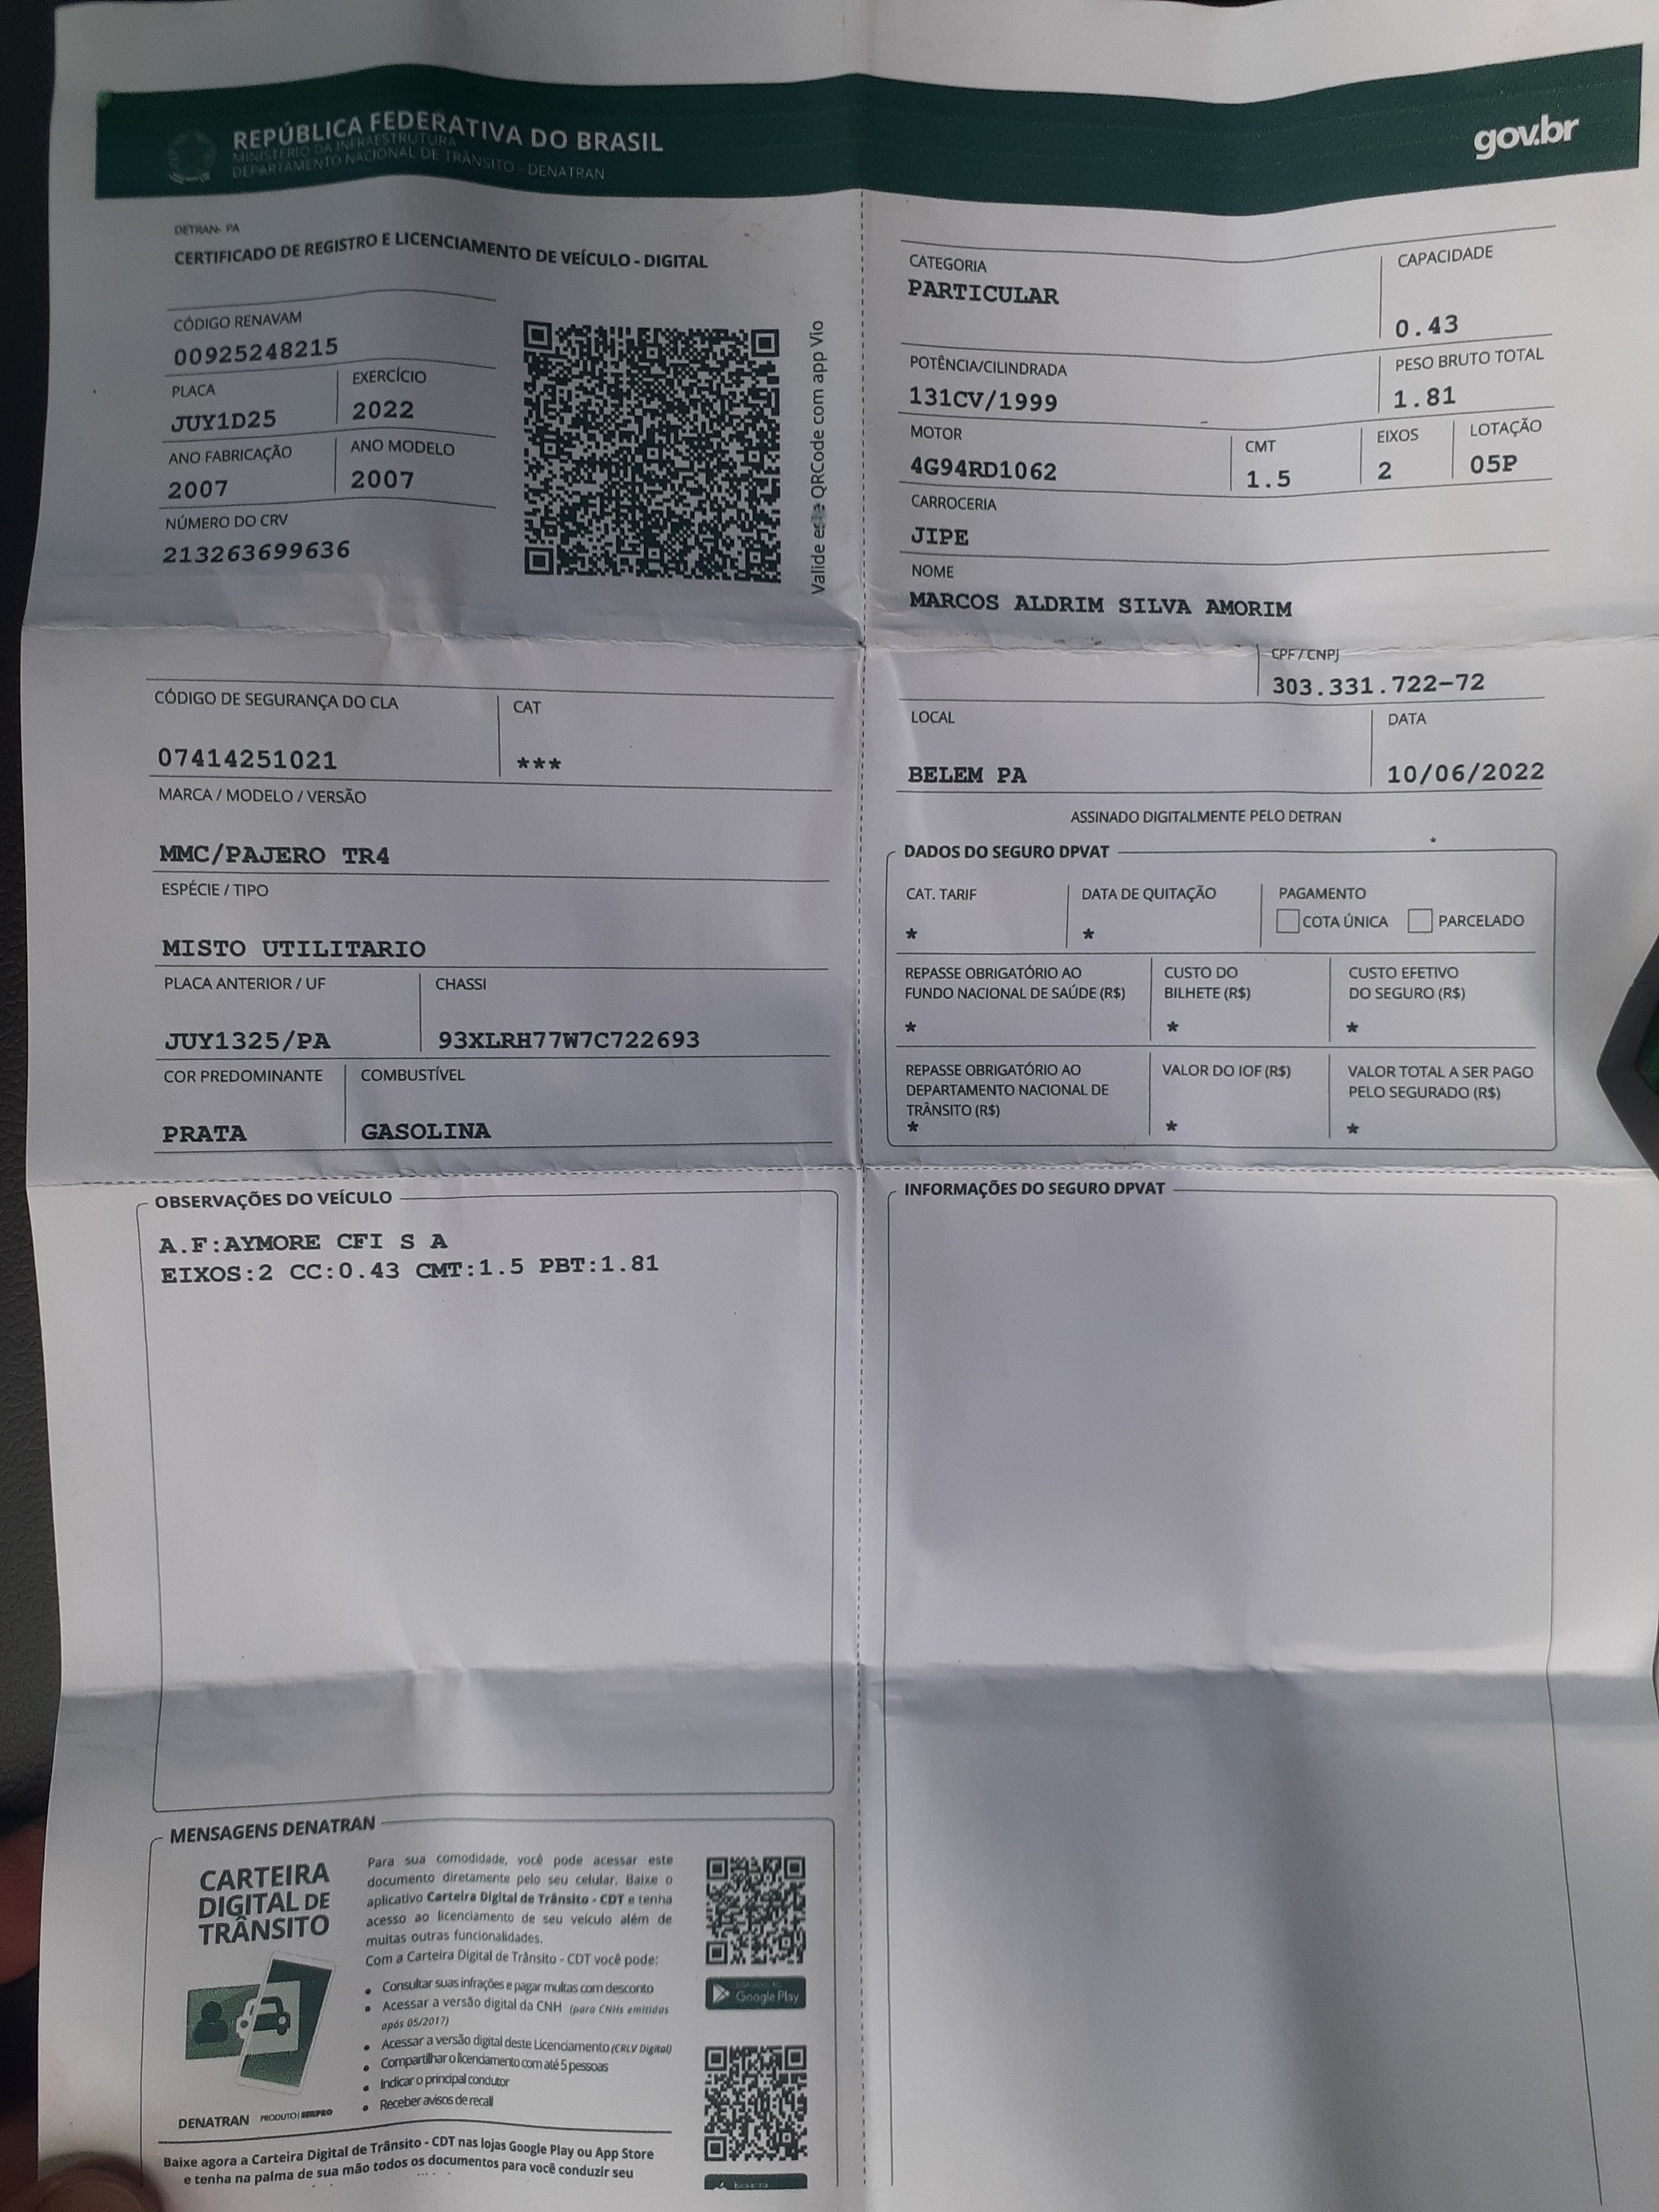 REPÚBLICA FEDERATIVA DO BRASIL
MINISTÉRIO DA INFRAESTRUTURA
DEPARTAMENTO NACIONAL DE TRÂNSITO - DENATRAN
gov.br
DETRAN- PA
CERTIFICADO DE REGISTRO E LICENCIAMENTO DE VEÍCULO - DIGITAL
CÓDIGO RENAVAM
00925248215
PLACA EXERCÍCIO
JUY1D25 2022
ANO FABRICAÇÃO ANO MODELO
2007 2007
NÚMERO DO CRV
213263699636
Valide este QRCode com app Vio
CÓDIGO DE SEGURANÇA DO CLA CAT
07414251021 ***
MARCA / MODELO / VERSÃO
MMC/PAJERO TR4
ESPÉCIE / TIPO
MISTO UTILITARIO
PLACA ANTERIOR / UF CHASSI
JUY1325/PA 93XLRH77W7C722693
COR PREDOMINANTE COMBUSTÍVEL
PRATA GASOLINA
CATEGORIA CAPACIDADE
PARTICULAR 0.43
POTÊNCIA/CILINDRADA PESO BRUTO TOTAL
131CV/1999 1.81
MOTOR CMT EIXOS LOTAÇÃO
4G94RD1062 1.5 2 05P
CARROCERIA
JIPE
NOME
MARCOS ALDRIM SILVA AMORIM
CPF/CNPJ
303.331.722-72
LOCAL DATA
BELEM PA 10/06/2022
ASSINADO DIGITALMENTE PELO DETRAN
DADOS DO SEGURO DPVAT
CAT. TARIF DATA DE QUITAÇÃO PAGAMENTO
* * COTA ÚNICA PARCELADO
REPASSE OBRIGATÓRIO AO CUSTO DO CUSTO EFETIVO
FUNDO NACIONAL DE SAÚDE (R$) BILHETE (R$) DO SEGURO (R$)
* * *
REPASSE OBRIGATÓRIO AO VALOR DO IOF (R$) VALOR TOTAL A SER PAGO
DEPARTAMENTO NACIONAL DE PELO SEGURADO (R$)
TRÂNSITO (R$)
* * *
OBSERVAÇÕES DO VEÍCULO
A.F:AYMORE CFI S A
EIXOS:2 CC:0.43 CMT:1.5 PBT:1.81
INFORMAÇÕES DO SEGURO DPVAT
MENSAGENS DENATRAN
CARTEIRA
DIGITAL DE
TRÂNSITO
DENATRAN PRODUTO | SERPRO
Para sua comodidade, você pode acessar este
documento diretamente pelo seu celular. Baixe o
aplicativo Carteira Digital de Trânsito - CDT e tenha
acesso ao licenciamento de seu veículo além de
muitas outras funcionalidades.
Com a Carteira Digital de Trânsito - CDT você pode:
• Consultar suas infrações e pagar multas com desconto
• Acessar a versão digital da CNH (para CNHs emitidas
após 05/2017)
• Acessar a versão digital deste Licenciamento (CRLV Digital)
• Compartilhar o licenciamento com até 5 pessoas
• Indicar o principal condutor
• Receber avisos de recall
Google Play
Baixe agora a Carteira Digital de Trânsito - CDT nas lojas Google Play ou App Store
e tenha na palma de sua mão todos os documentos para você conduzir seu